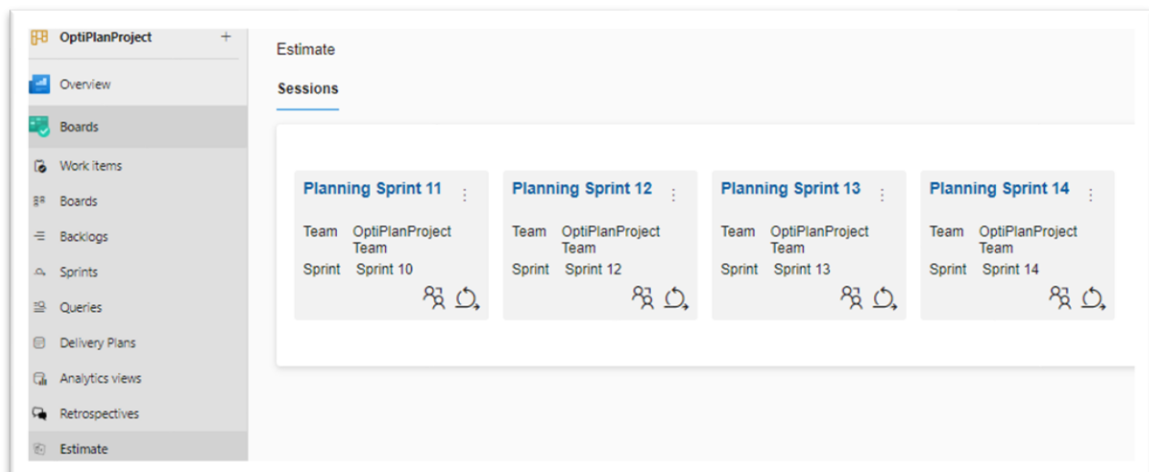 OptiPlanProject +
Overview
Boards
Work items
Boards
Backlogs
Sprints
Queries
Delivery Plans
Analytics views
Retrospectives
Estimate
Estimate
Sessions
Planning Sprint 11
Team OptiPlanProject
Team
Sprint Sprint 10
Planning Sprint 12
Team OptiPlanProject
Team
Sprint Sprint 12
Planning Sprint 13
Team OptiPlanProject
Team
Sprint Sprint 13
Planning Sprint 14
Team OptiPlanProject
Team
Sprint Sprint 14